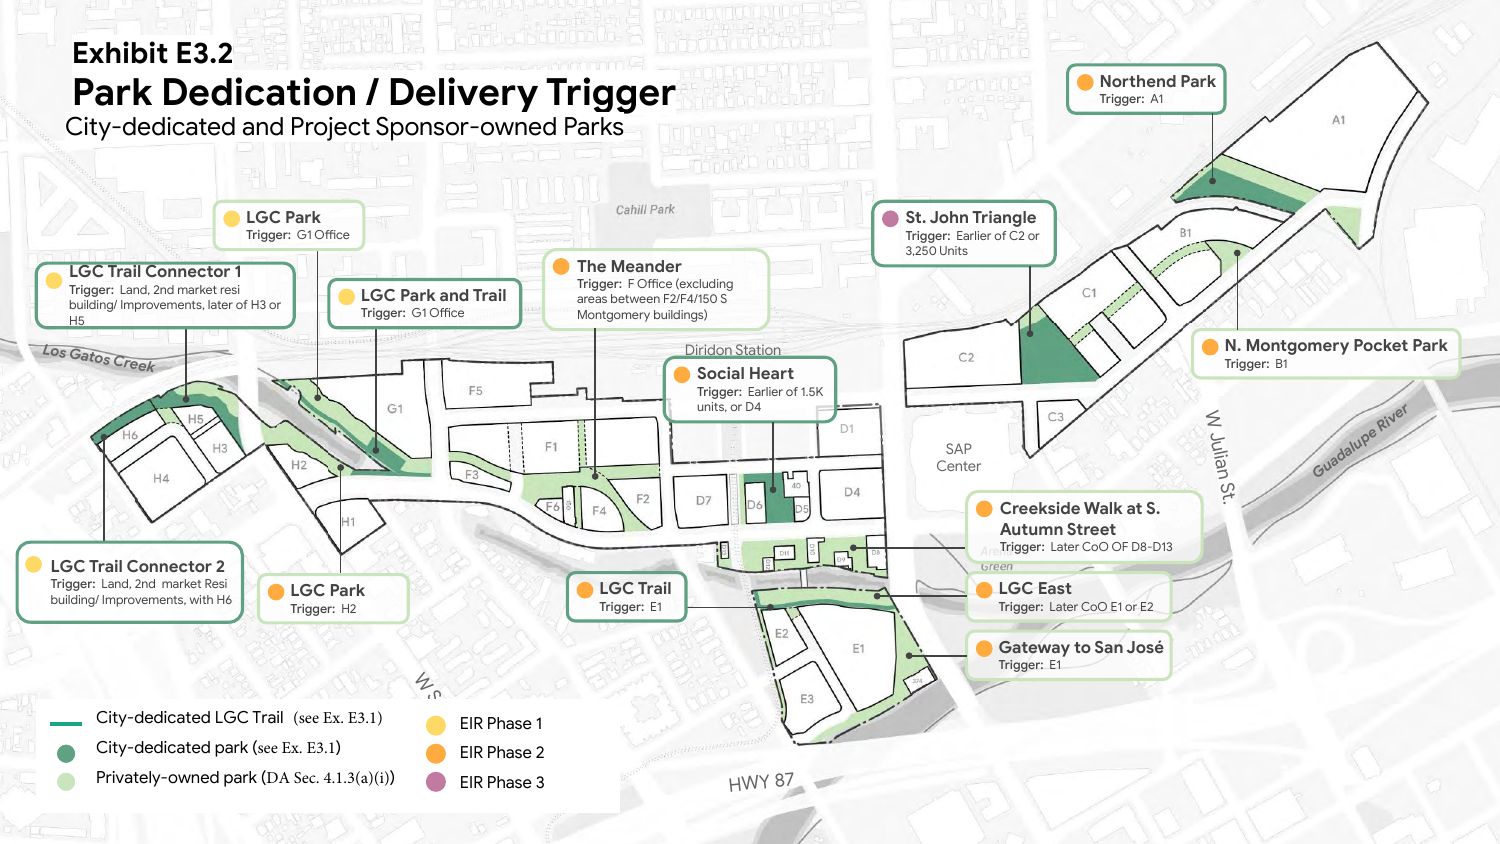 Exhibit E3.2
Park Dedication / Delivery Trigger
City-dedicated and Project Sponsor-owned Parks
Northend Park
Trigger: A1
A1
Cahill Park
LGC Park
Trigger: G1 Office
St. John Triangle
Trigger: Earlier of C2 or
3,250 Units
B1
LGC Trail Connector 1
Trigger: Land, 2nd market resi
building/ Improvements, later of H3 or
H5
LGC Park and Trail
Trigger: G1 Office
The Meander
Trigger: F Office (excluding
areas between F2/F4/150 S
Montgomery buildings)
C1
N. Montgomery Pocket Park
Trigger: B1
Los Gatos Creek
Diridon Station
Social Heart
Trigger: Earlier of 1.5K
units, or D4
C2
C3
F5
G1
H5
H6
H3
H4
H2
H1
F1
F3
F6
F4
F2
D7
D6
40
D5
D1
D4
SAP
Center
W Julian St.
Guadalupe River
Creekside Walk at S.
Autumn Street
Trigger: Later CoO OF D8-D13
Green
D11
D9
D8
LGC Trail Connector 2
Trigger: Land, 2nd market Resi
building/ Improvements, with H6
LGC Park
Trigger: H2
LGC Trail
Trigger: E1
LGC East
Trigger: Later CoO E1 or E2
Gateway to San José
Trigger: E1
E2
E1
E3
374
W S
HWY 87
City-dedicated LGC Trail (see Ex. E3.1)
City-dedicated park (see Ex. E3.1)
Privately-owned park (DA Sec. 4.1.3(a)(i))
EIR Phase 1
EIR Phase 2
EIR Phase 3